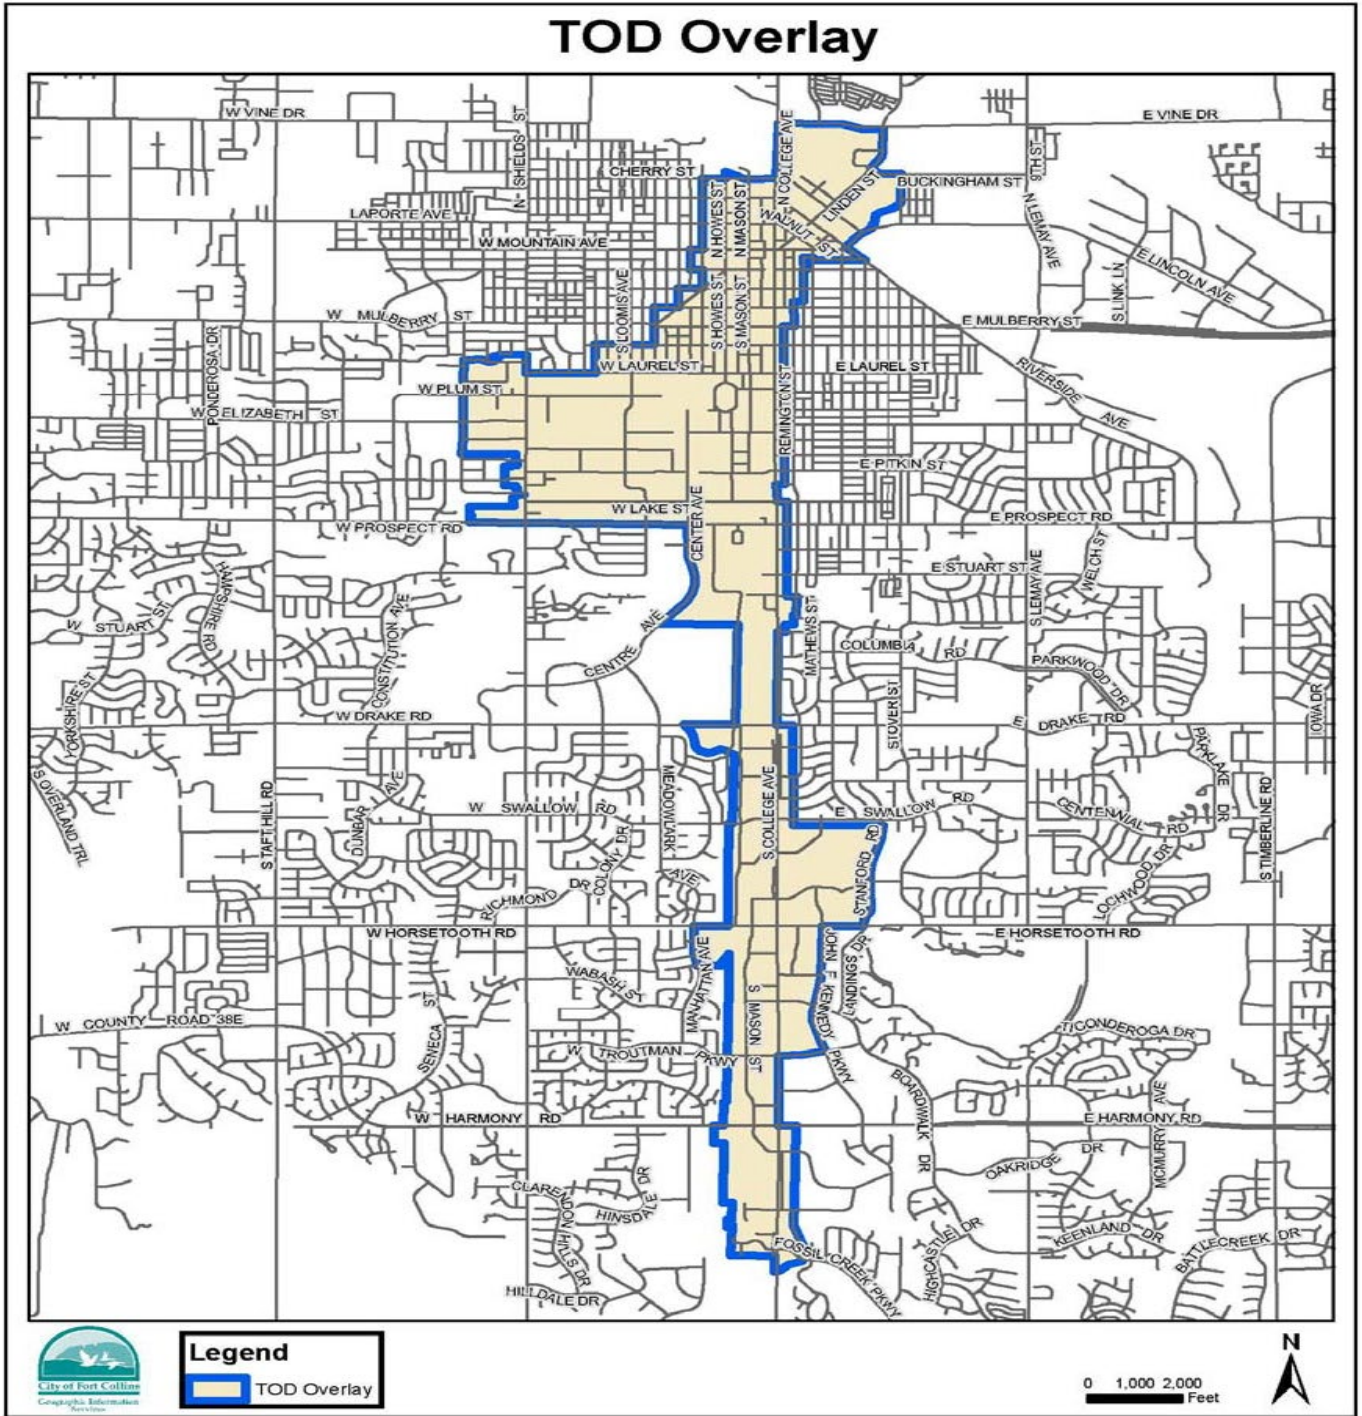 TOD Overlay
W VINE DR
N SHIELDS ST
N COLLEGE AVE
E VINE DR
9TH ST
CHERRY ST
BUCKINGHAM ST
LINDEN ST
N HOWES ST
N MASON ST
LAPORTE AVE
WALNUT ST
N LEMAY AVE
W MOUNTAIN AVE
E LINCOLN AVE
S LINK LN
S LOOMIS AVE
S HOWES ST
S MASON ST
W MULBERRY ST
E MULBERRY ST
PONDEROSA DR
W LAUREL ST
E LAUREL ST
RIVERSIDE AVE
W PLUM ST
W ELIZABETH ST
REMINGTON ST
E PITKIN ST
W LAKE ST
CENTER AVE
W PROSPECT RD
E PROSPECT RD
HAMPSHIRE RD
E STUART ST
S LEMAY AVE
WELCH ST
W STUART ST
CONSTITUTION AVE
CENTRE AVE
MATHEWS ST
COLUMBIA RD
PARKWOOD DR
YORKSHIRE ST
STOVER ST
IOWA DR
W DRAKE RD
E DRAKE RD
S OVERLAND TRL
S TAFT HILL RD
DUNBAR AVE
W SWALLOW RD
MEADOWLARK AVE
S COLLEGE AVE
E SWALLOW RD
CENTENNIAL RD
PARKLAKE DR
S TIMBERLINE RD
COLONY DR
STANFORD RD
RICHMOND DR
LOCHWOOD DR
W HORSETOOTH RD
E HORSETOOTH RD
MANHATTAN AVE
JOHN F KENNEDY PKWY
LANDINGS DR
WABASH ST
S MASON ST
W COUNTY ROAD 38E
SENECA ST
TICONDEROGA DR
W TROUTMAN PKWY
BOARDWALK DR
W HARMONY RD
E HARMONY RD
MCMURRY AVE
OAKRIDGE DR
CLARENDON HILLS DR
HINSDALE DR
FOSSIL CREEK PKWY
HIGHCASTLE DR
KEENLAND DR
BATTLECREEK DR
HILLDALE DR
City of Fort Collins
Geographic Information
Services
Legend
TOD Overlay
N
0 1,000 2,000
Feet